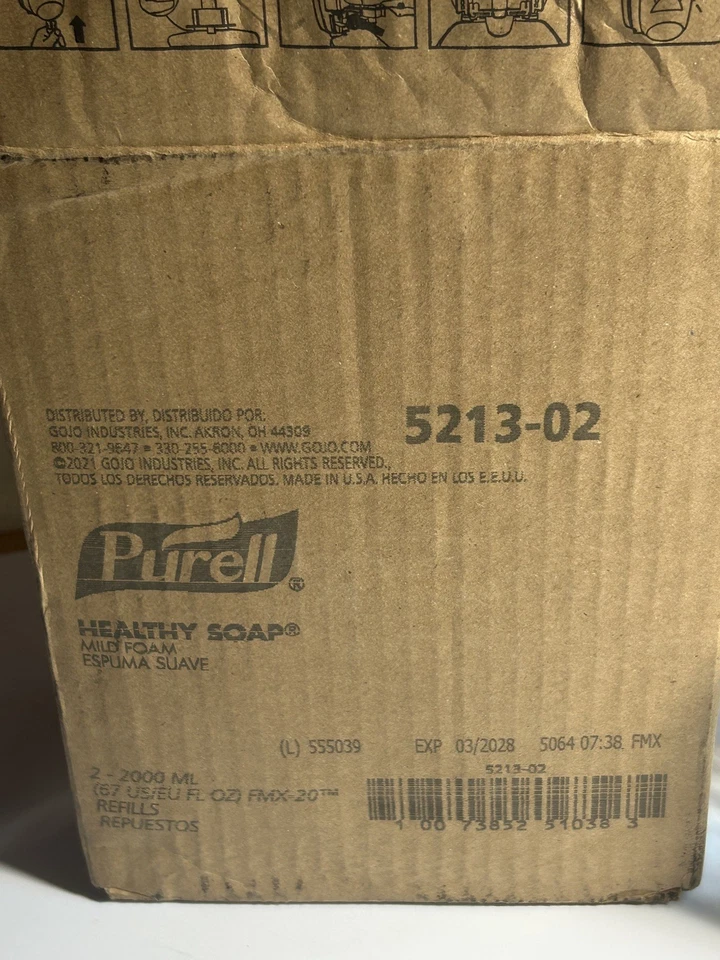 DISTRIBUTED BY, DISTRIBUIDO POR:
GOJO INDUSTRIES, INC. AKRON, OH 44309
800-321-9647 • 330-255-6000 • WWW.GOJO.COM
©2021 GOJO INDUSTRIES, INC. ALL RIGHTS RESERVED.,
TODOS LOS DERECHOS RESERVADOS. MADE IN U.S.A. HECHO EN LOS E.E.U.U.
5213-02
Purell®
HEALTHY SOAP®
MILD FOAM
ESPUMA SUAVE
(L) 555039 EXP 03/2028 5064 07:38 FMX
2 - 2000 ML
(67 US/EU FL OZ) FMX-20™
REFILLS
REPUESTOS
5213-02
1 00 73852 51038 3